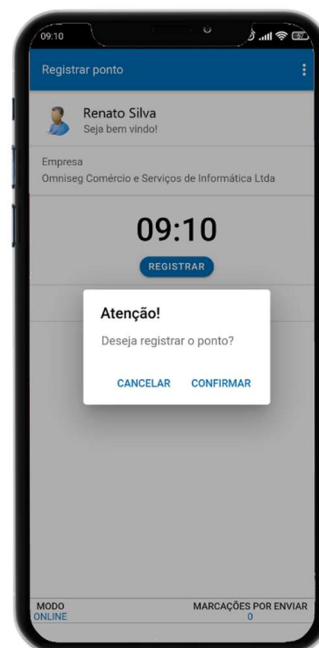 09:10
Registrar ponto
Renato Silva
Seja bem vindo!
Empresa
Omniseg Comércio e Serviços de Informática Ltda
09:10
REGISTRAR
Atenção!
Deseja registrar o ponto?
CANCELAR CONFIRMAR
MODO MARCAÇÕES POR ENVIAR
ONLINE 0